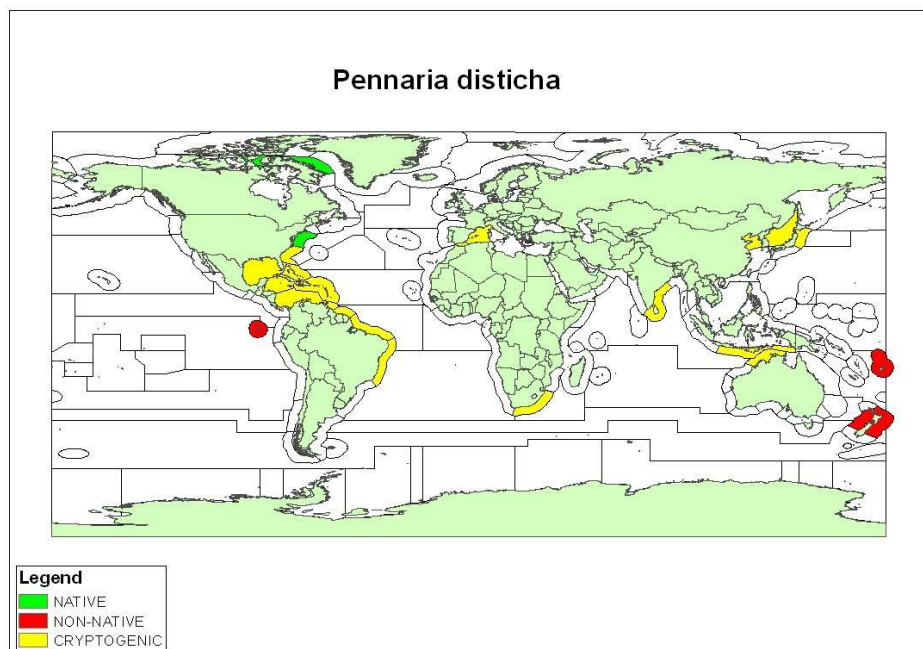 Pennaria disticha
Legend
NATIVE
NON-NATIVE
CRYPTOGENIC